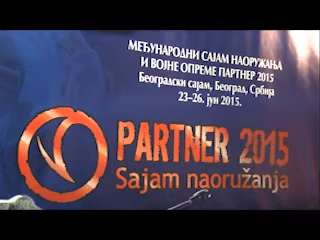 МЕЂУНАРОДНИ САЈАМ НАОРУЖАЊА
И ВОЈНЕ ОПРЕМЕ ПАРТНЕР 2015
Београдски сајам, Београд, Србија
23-26. јун 2015.
PARTNER 2015
Sajam naoružanja